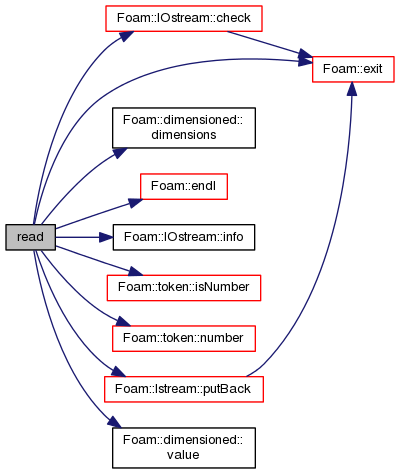 Foam::IOstream::check
Foam::exit
Foam::dimensioned::
dimensions
Foam::endl
read
Foam::IOstream::info
Foam::token::isNumber
Foam::token::number
Foam::Istream::putBack
Foam::dimensioned::
value